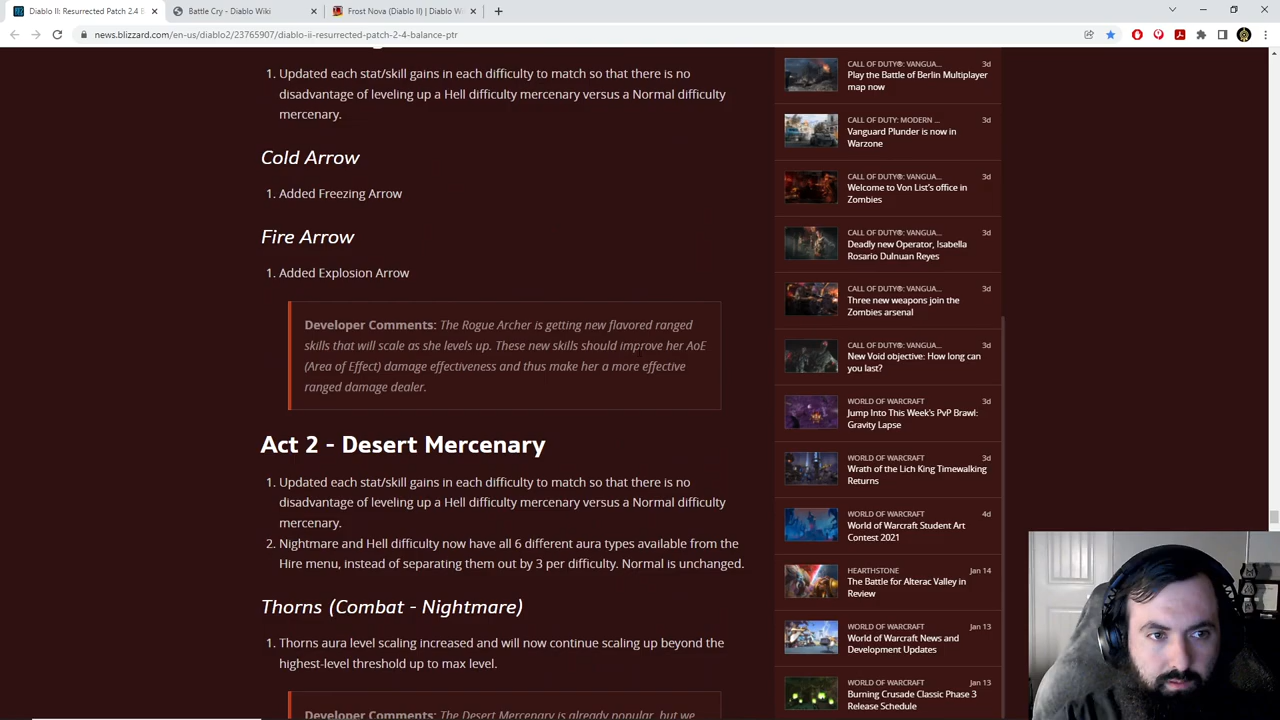 Diablo II: Resurrected Patch 2.4 B
Battle Cry - Diablo Wiki
Frost Nova (Diablo II) | Diablo W
news.blizzard.com/en-us/diablo2/23765907/diablo-ii-resurrected-patch-2-4-balance-ptr
1. Updated each stat/skill gains in each difficulty to match so that there is no
disadvantage of leveling up a Hell difficulty mercenary versus a Normal difficulty
mercenary.
Cold Arrow
1. Added Freezing Arrow
Fire Arrow
1. Added Explosion Arrow
Developer Comments: The Rogue Archer is getting new flavored ranged
skills that will scale as she levels up. These new skills should improve her AoE
(Area of Effect) damage effectiveness and thus make her a more effective
ranged damage dealer.
Act 2 - Desert Mercenary
1. Updated each stat/skill gains in each difficulty to match so that there is no
disadvantage of leveling up a Hell difficulty mercenary versus a Normal difficulty
mercenary.
2. Nightmare and Hell difficulty now have all 6 different aura types available from the
Hire menu, instead of separating them out by 3 per difficulty. Normal is unchanged.
Thorns (Combat - Nightmare)
1. Thorns aura level scaling increased and will now continue scaling up beyond the
highest-level threshold up to max level.
Developer Comments: The Desert Mercenary is already popular, but we
CALL OF DUTY®: VANGUA... 3d
Play the Battle of Berlin Multiplayer
map now
CALL OF DUTY: MODERN ... 3d
Vanguard Plunder is now in
Warzone
CALL OF DUTY®: VANGUA... 3d
Welcome to Von List's office in
Zombies
CALL OF DUTY®: VANGUA... 3d
Deadly new Operator, Isabella
Rosario Dulnuan Reyes
CALL OF DUTY®: VANGUA... 3d
Three new weapons join the
Zombies arsenal
CALL OF DUTY®: VANGUA... 3d
New Void objective: How long can
you last?
WORLD OF WARCRAFT 3d
Jump Into This Week's PvP Brawl:
Gravity Lapse
WORLD OF WARCRAFT 3d
Wrath of the Lich King Timewalking
Returns
WORLD OF WARCRAFT 4d
World of Warcraft Student Art
Contest 2021
HEARTHSTONE Jan 14
The Battle for Alterac Valley in
Review
WORLD OF WARCRAFT Jan 13
World of Warcraft News and
Development Updates
WORLD OF WARCRAFT Jan 13
Burning Crusade Classic Phase 3
Release Schedule